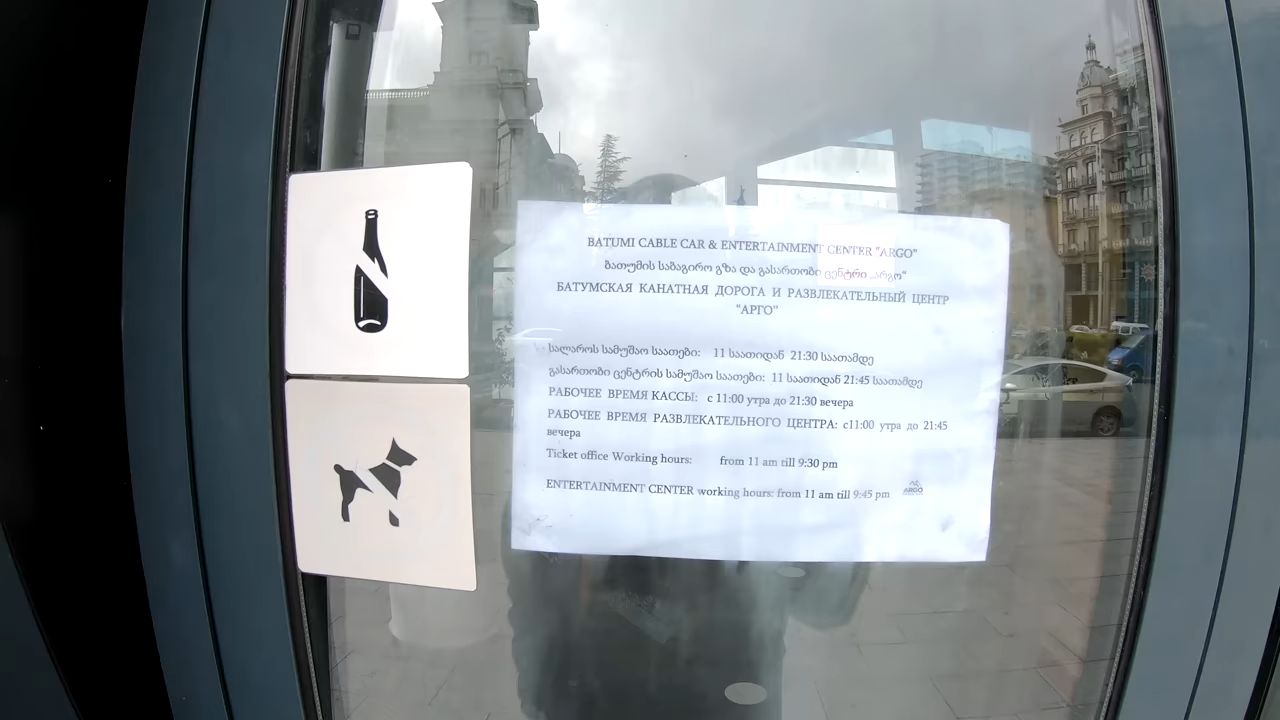 BATUMI CABLE CAR & ENTERTAINMENT CENTER "ARGO"
ბათუმის საბაგირო გზა და გასართობი ცენტრი „არგო"
БАТУМСКАЯ КАНАТНАЯ ДОРОГА И РАЗВЛЕКАТЕЛЬНЫЙ ЦЕНТР
"АРГО"
სალაროს სამუშაო საათები: 11 საათიდან 21:30 საათამდე
გასართობი ცენტრის სამუშაო საათები: 11 საათიდან 21:45 საათამდე
РАБОЧЕЕ ВРЕМЯ КАССЫ: с 11:00 утра до 21:30 вечера
РАБОЧЕЕ ВРЕМЯ РАЗВЛЕКАТЕЛЬНОГО ЦЕНТРА: с11:00 утра до 21:45
вечера
Ticket office Working hours: from 11 am till 9:30 pm
ENTERTAINMENT CENTER working hours: from 11 am till 9:45 pm
ARGO